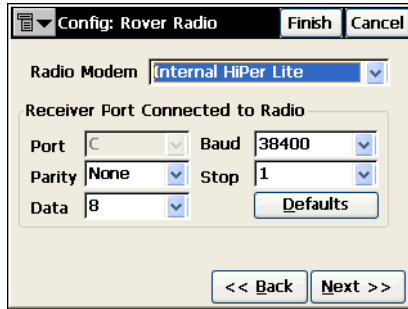 Config: Rover Radio Finish Cancel
Radio Modem Internal HiPer Lite
Receiver Port Connected to Radio
Port C Baud 38400
Parity None Stop 1
Data 8 Defaults
<< Back Next >>